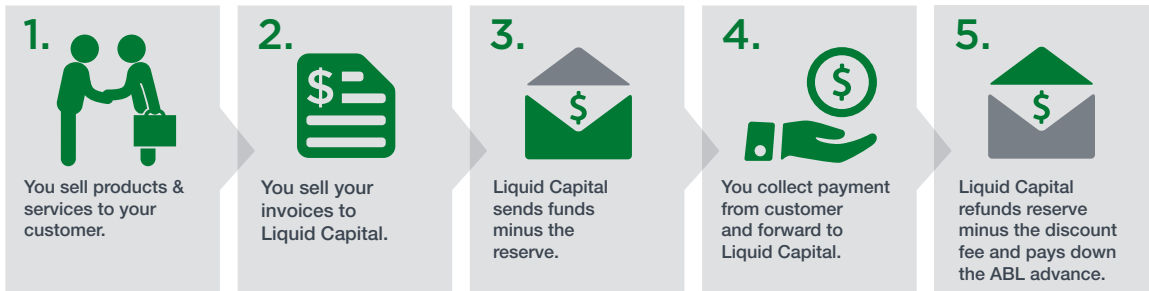 1.
You sell products &
services to your
customer.
2.
$
You sell your
invoices to
Liquid Capital.
3.
$
Liquid Capital
sends funds
minus the
reserve.
4.
$
You collect payment
from customer
and forward to
Liquid Capital.
5.
$
Liquid Capital
refunds reserve
minus the discount
fee and pays down
the ABL advance.